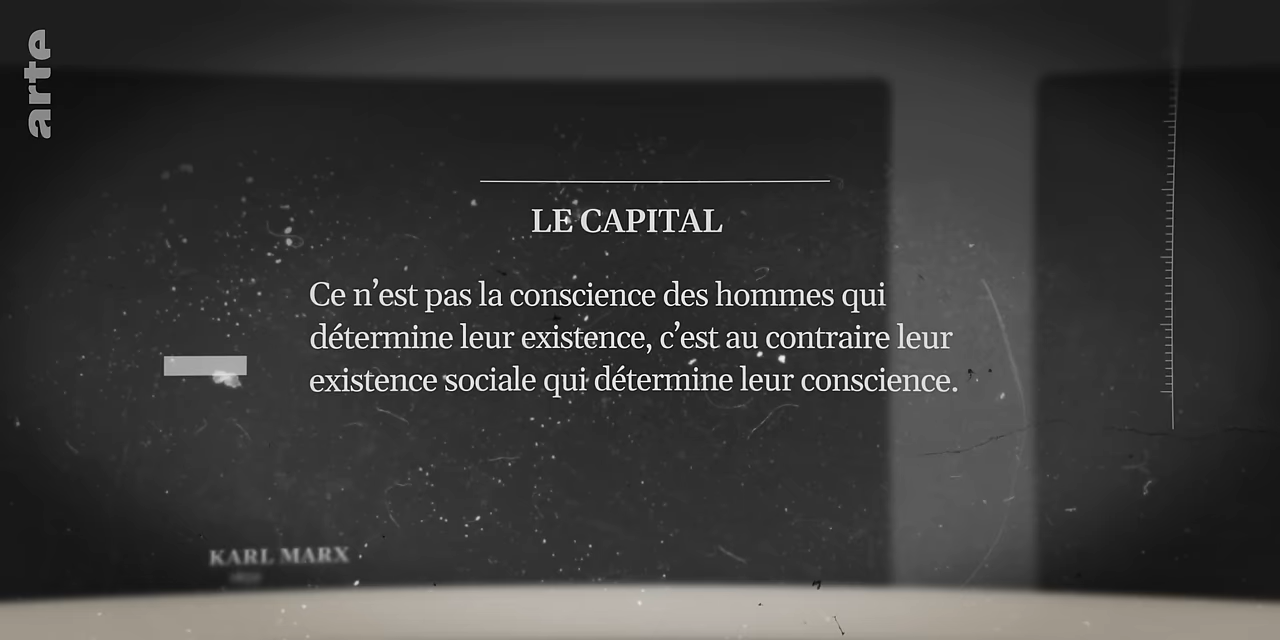 arte
LE CAPITAL
Ce n’est pas la conscience des hommes qui
détermine leur existence, c’est au contraire leur
existence sociale qui détermine leur conscience.
KARL MARX